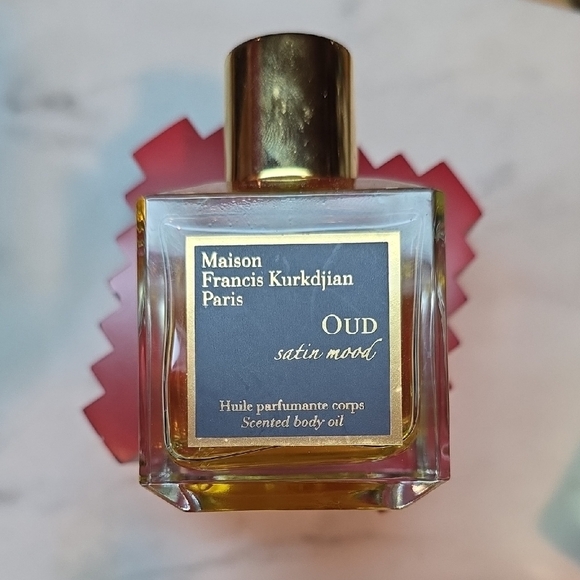 Maison
Francis Kurkdjian
Paris
OUD
satin mood
Huile parfumante corps
Scented body oil